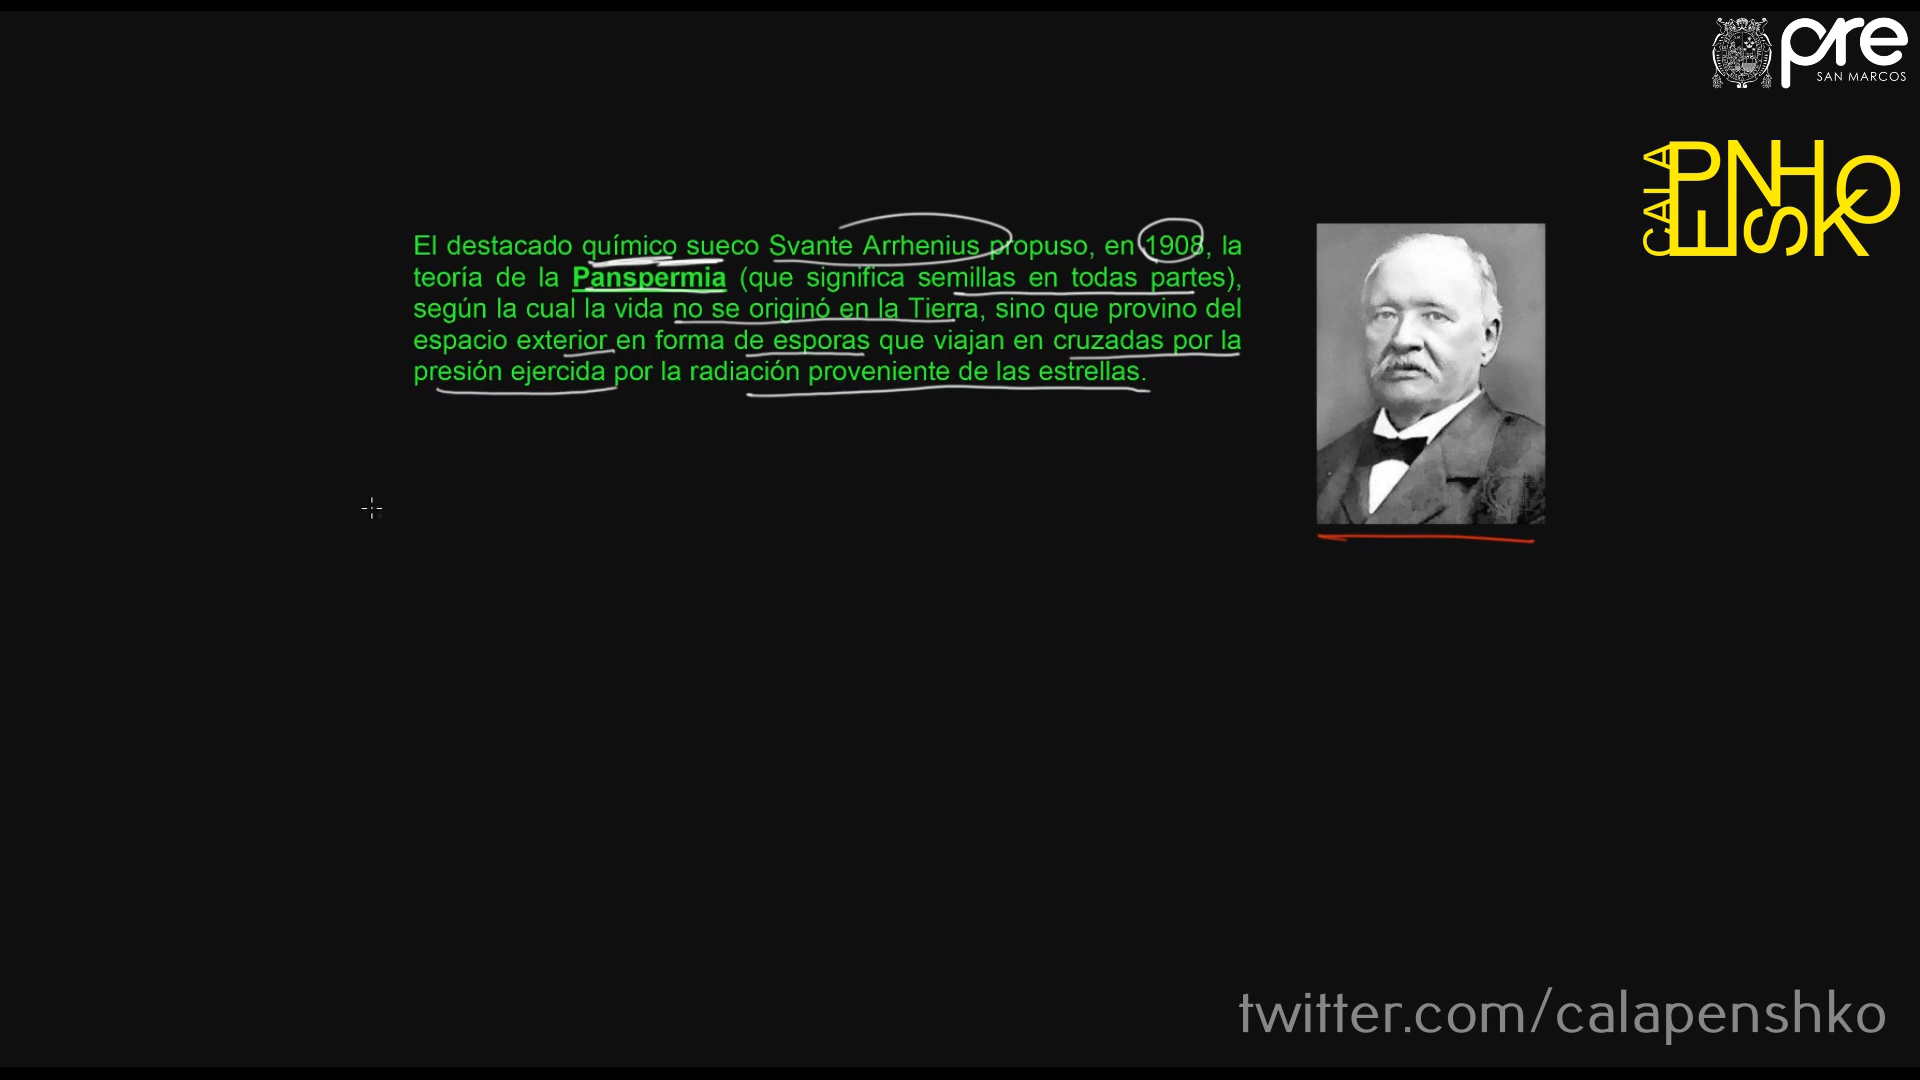 pre
SAN MARCOS
CALA
PENSHKO
El destacado químico sueco Svante Arrhenius propuso, en 1908, la
teoría de la Panspermia (que significa semillas en todas partes),
según la cual la vida no se originó en la Tierra, sino que provino del
espacio exterior en forma de esporas que viajan en cruzadas por la
presión ejercida por la radiación proveniente de las estrellas.
twitter.com/calapenshko